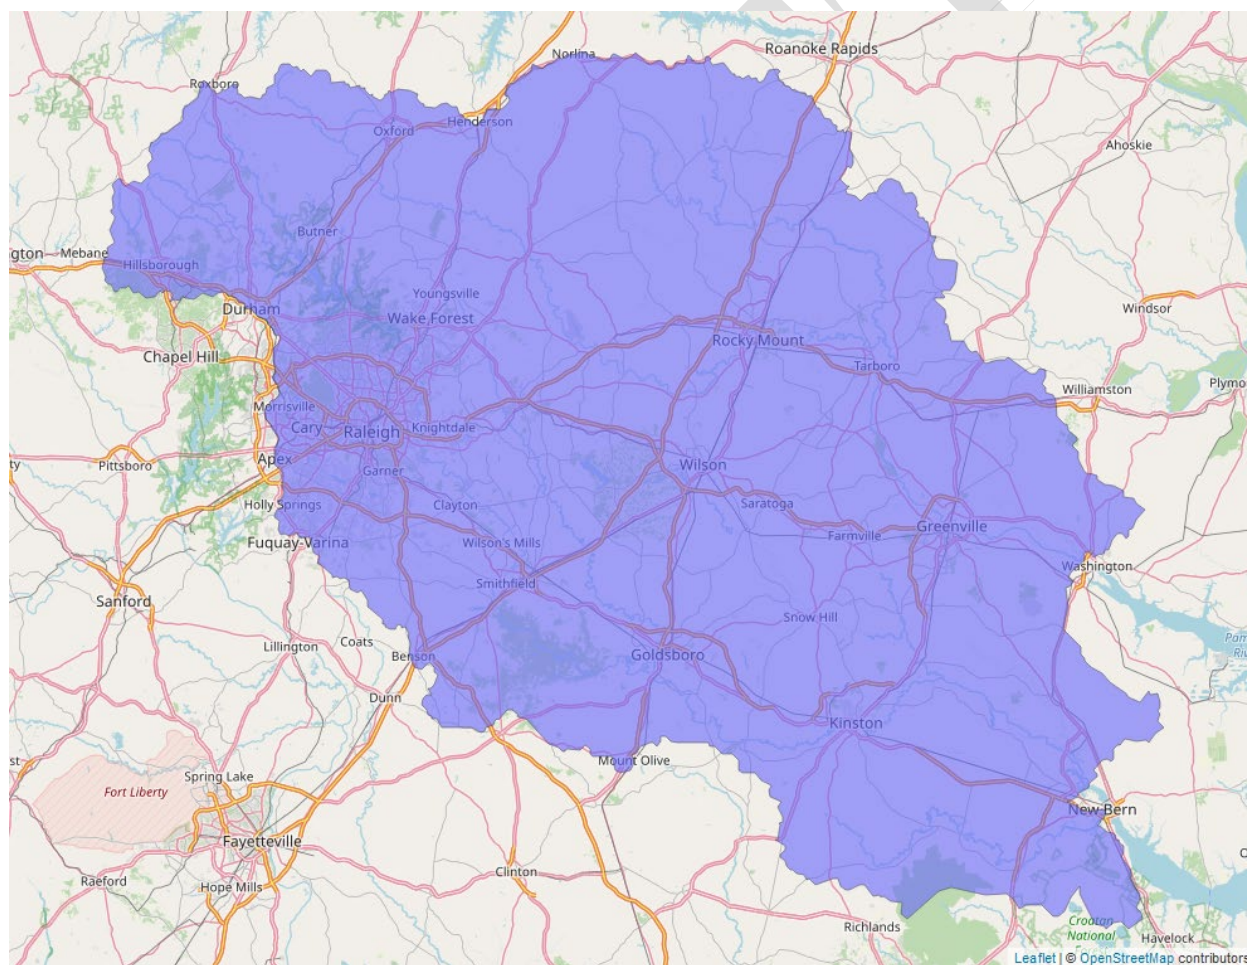 Norlina
Roanoke Rapids
Roxboro
Oxford
Henderson
Ahoskie
Butner
gton
Mebane
Hillsborough
Youngsville
Durham
Wake Forest
Windsor
Rocky Mount
Chapel Hill
Tarboro
Williamston
Plymo
Morrisville
Cary
Raleigh
Knightdale
Apex
ty
Pittsboro
Garner
Wilson
Holly Springs
Clayton
Saratoga
Greenville
Fuquay-Varina
Wilson's Mills
Farmville
Smithfield
Washington
Sanford
Snow Hill
Lillington
Coats
Pam
Rive
Benson
Goldsboro
Dunn
Kinston
st
Mount Olive
Spring Lake
Fort Liberty
New Bern
Fayetteville
O
Clinton
Raeford
Hope Mills
Richlands
Croatan
National
Havelock
Leaflet | © OpenStreetMap contributors